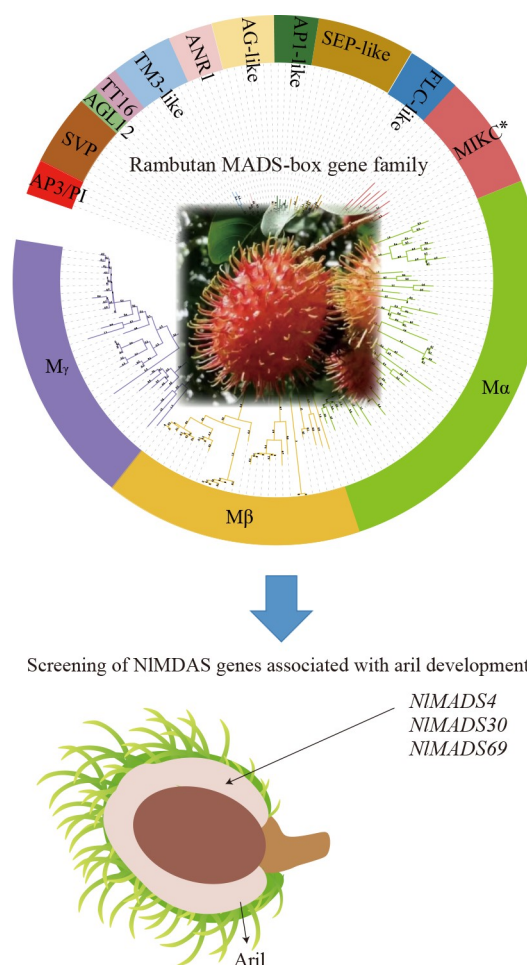 AP3/PI
SVP
AGL12
TT16
TM3-like
ANR1
AG-like
AP1-like
SEP-like
FLC-like
MIKC*
Rambutan MADS-box gene family
Mγ
Mα
Mβ
Screening of NlMDAS genes associated with aril development
NlMADS4
NlMADS30
NlMADS69
Aril